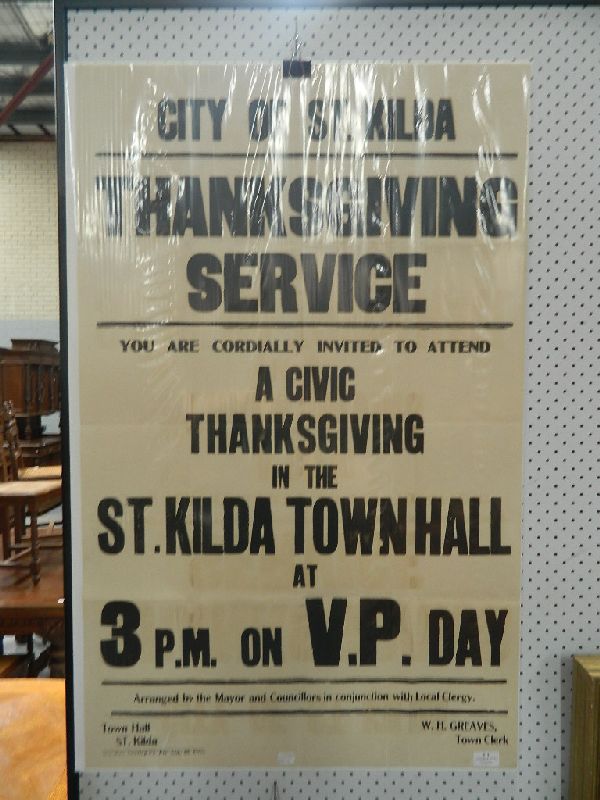 CITY OF ST. KILDA
THANKSGIVING
SERVICE
YOU ARE CORDIALLY INVITED TO ATTEND
A CIVIC
THANKSGIVING
IN THE
ST. KILDA TOWN HALL
AT
3 P.M. ON V.P. DAY
Arranged by the Mayor and Councillors in conjunction with Local Clergy.
Town Hall
ST. Kilda
W. H. GREAVES,
Town Clerk